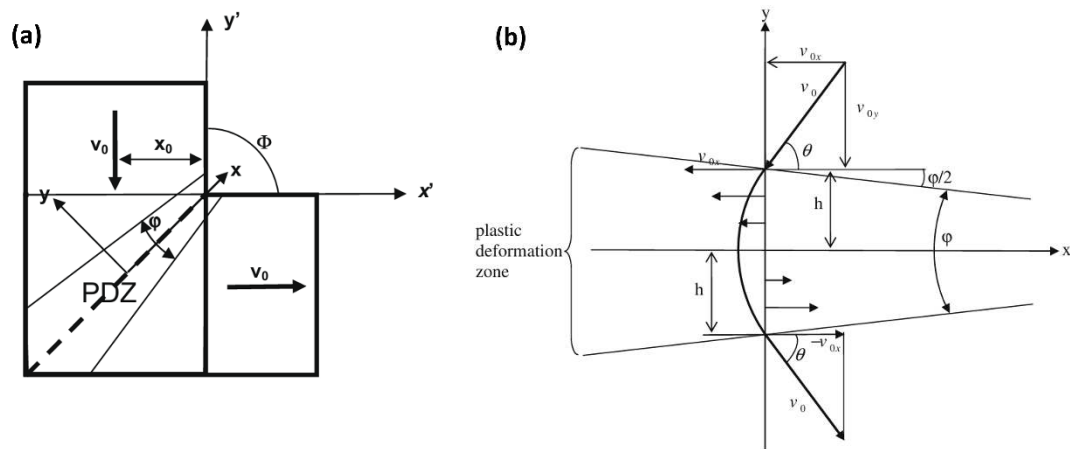 (a)
y'
v₀
x₀
Φ
x
x'
y
φ
PDZ
v₀
(b)
y
v₀ₓ
v₀
v₀y
θ
v₀ₓ
φ/2
h
plastic
deformation
zone
φ
x
h
−v₀ₓ
θ
v₀